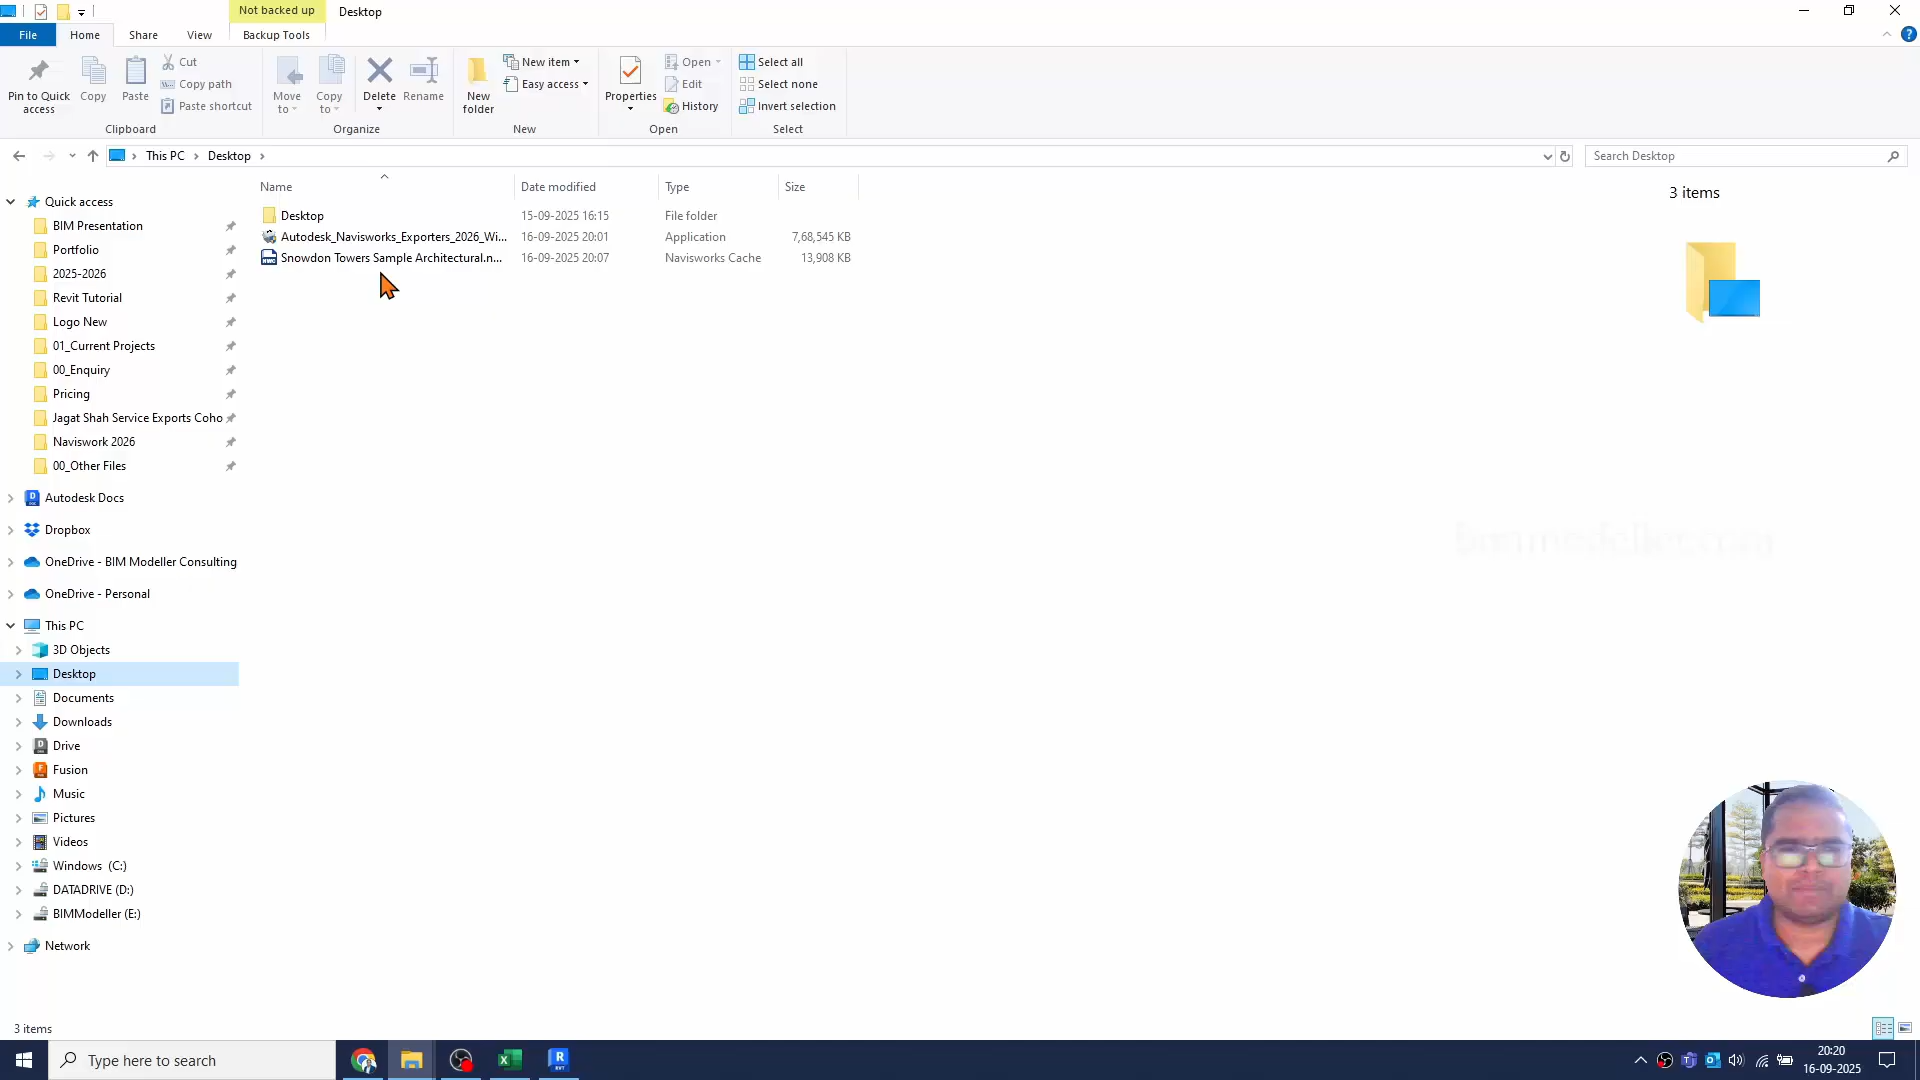 Not backed up
Desktop
File
Home
Share
View
Backup Tools
Pin to Quick access
Copy
Paste
Cut
Copy path
Paste shortcut
Clipboard
Move to
Copy to
Delete
Rename
Organize
New folder
New item
Easy access
New
Properties
Open
Edit
History
Open
Select all
Select none
Invert selection
Select
This PC
Desktop
Search Desktop
Name
Date modified
Type
Size
Desktop 15-09-2025 16:15 File folder
Autodesk_Navisworks_Exporters_2026_Wi... 16-09-2025 20:01 Application 7,68,545 KB
Snowdon Towers Sample Architectural.n... 16-09-2025 20:07 Navisworks Cache 13,908 KB
3 items
Quick access
BIM Presentation
Portfolio
2025-2026
Revit Tutorial
Logo New
01_Current Projects
00_Enquiry
Pricing
Jagat Shah Service Exports Coho
Naviswork 2026
00_Other Files
Autodesk Docs
Dropbox
OneDrive - BIM Modeller Consulting
OneDrive - Personal
This PC
3D Objects
Desktop
Documents
Downloads
Drive
Fusion
Music
Pictures
Videos
Windows (C:)
DATADRIVE (D:)
BIMModeller (E:)
Network
3 items
Type here to search
20:20
16-09-2025